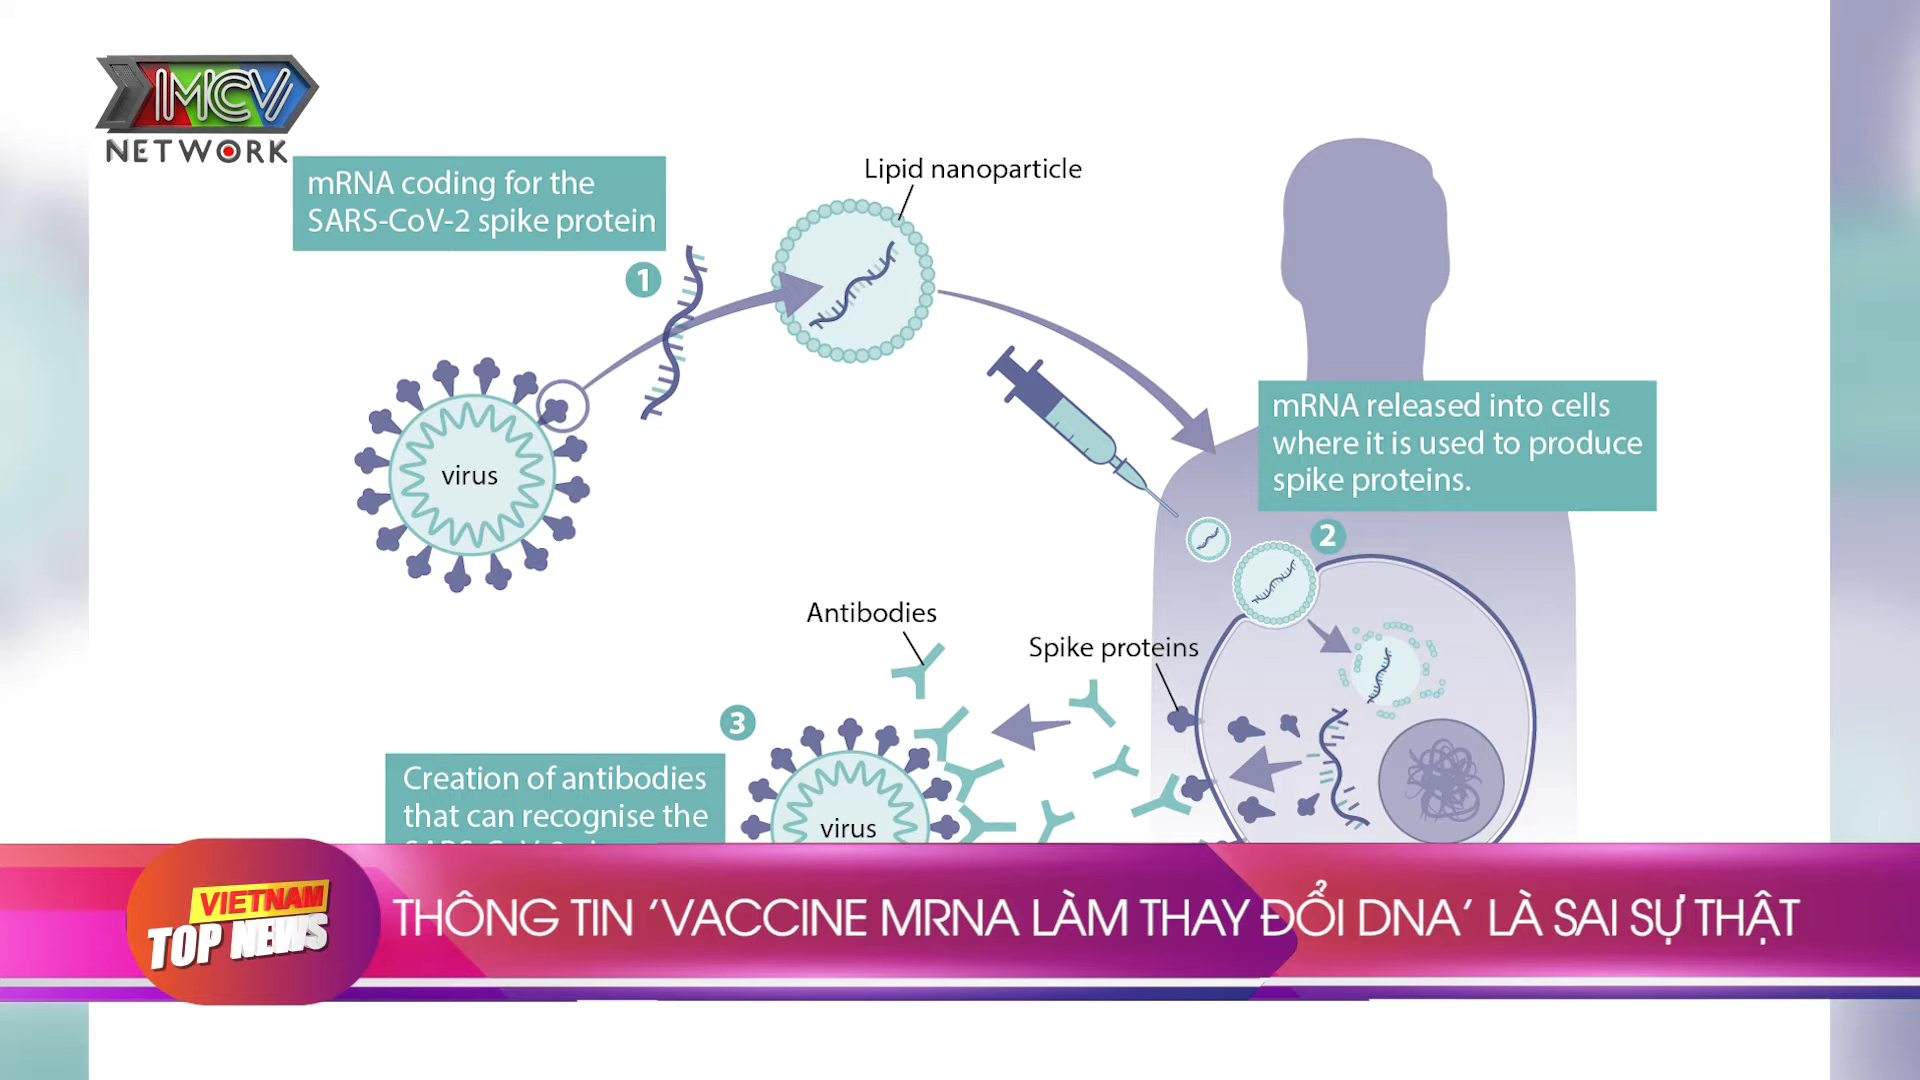 MCV
NETWORK
mRNA coding for the
SARS-CoV-2 spike protein
Lipid nanoparticle
1
virus
mRNA released into cells
where it is used to produce
spike proteins.
2
Antibodies
Spike proteins
3
Creation of antibodies
that can recognise the
virus
VIETNAM
TOP NEWS
THÔNG TIN ‘VACCINE MRNA LÀM THAY ĐỔI DNA‘ LÀ SAI SỰ THẬT